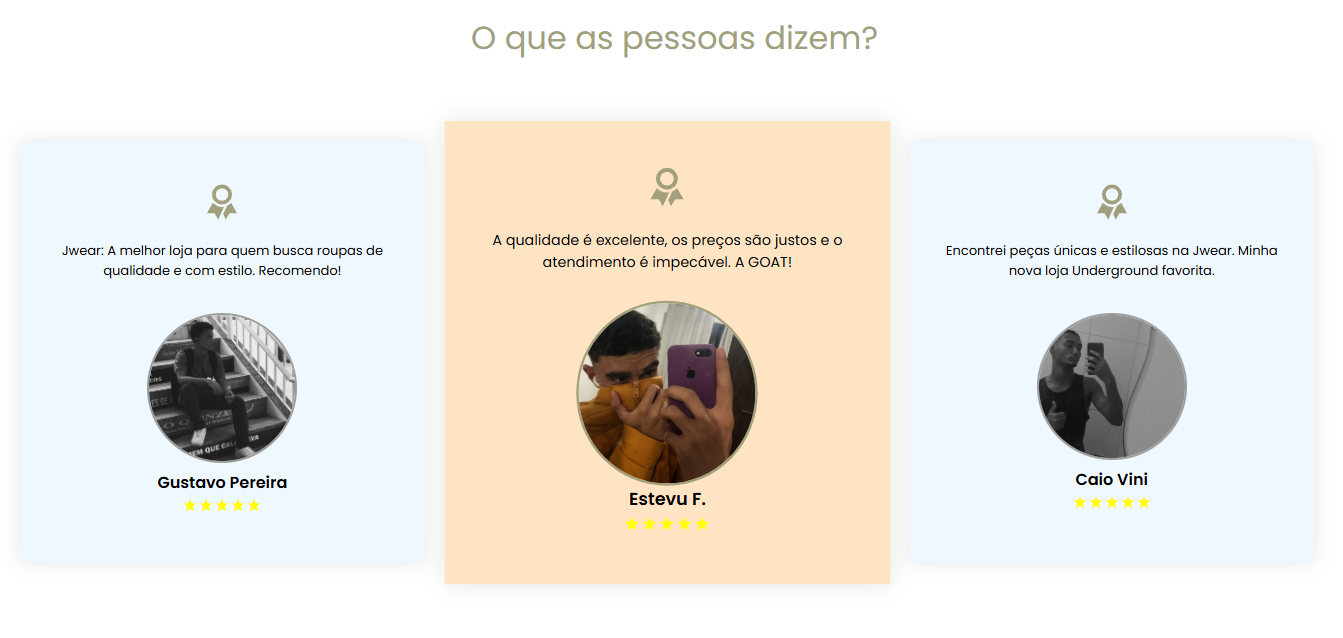 O que as pessoas dizem?
Jwear: A melhor loja para quem busca roupas de
qualidade e com estilo. Recomendo!
Gustavo Pereira
A qualidade é excelente, os preços são justos e o
atendimento é impecável. A GOAT!
Estevu F.
Encontrei peças únicas e estilosas na Jwear. Minha
nova loja Underground favorita.
Caio Vini